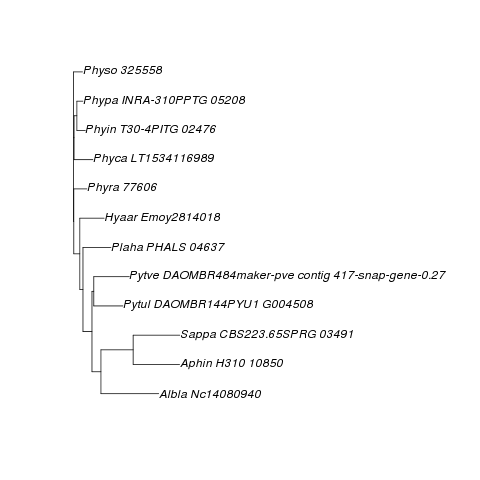 Physo 325558
Phypa INRA-310PPTG 05208
Phyin T30-4PITG 02476
Phyca LT1534116989
Phyra 77606
Hyaar Emoy2814018
Plaha PHALS 04637
Pytve DAOMBR484maker-pve contig 417-snap-gene-0.27
Pytul DAOMBR144PYU1 G004508
Sappa CBS223.65SPRG 03491
Aphin H310 10850
Albla Nc14080940